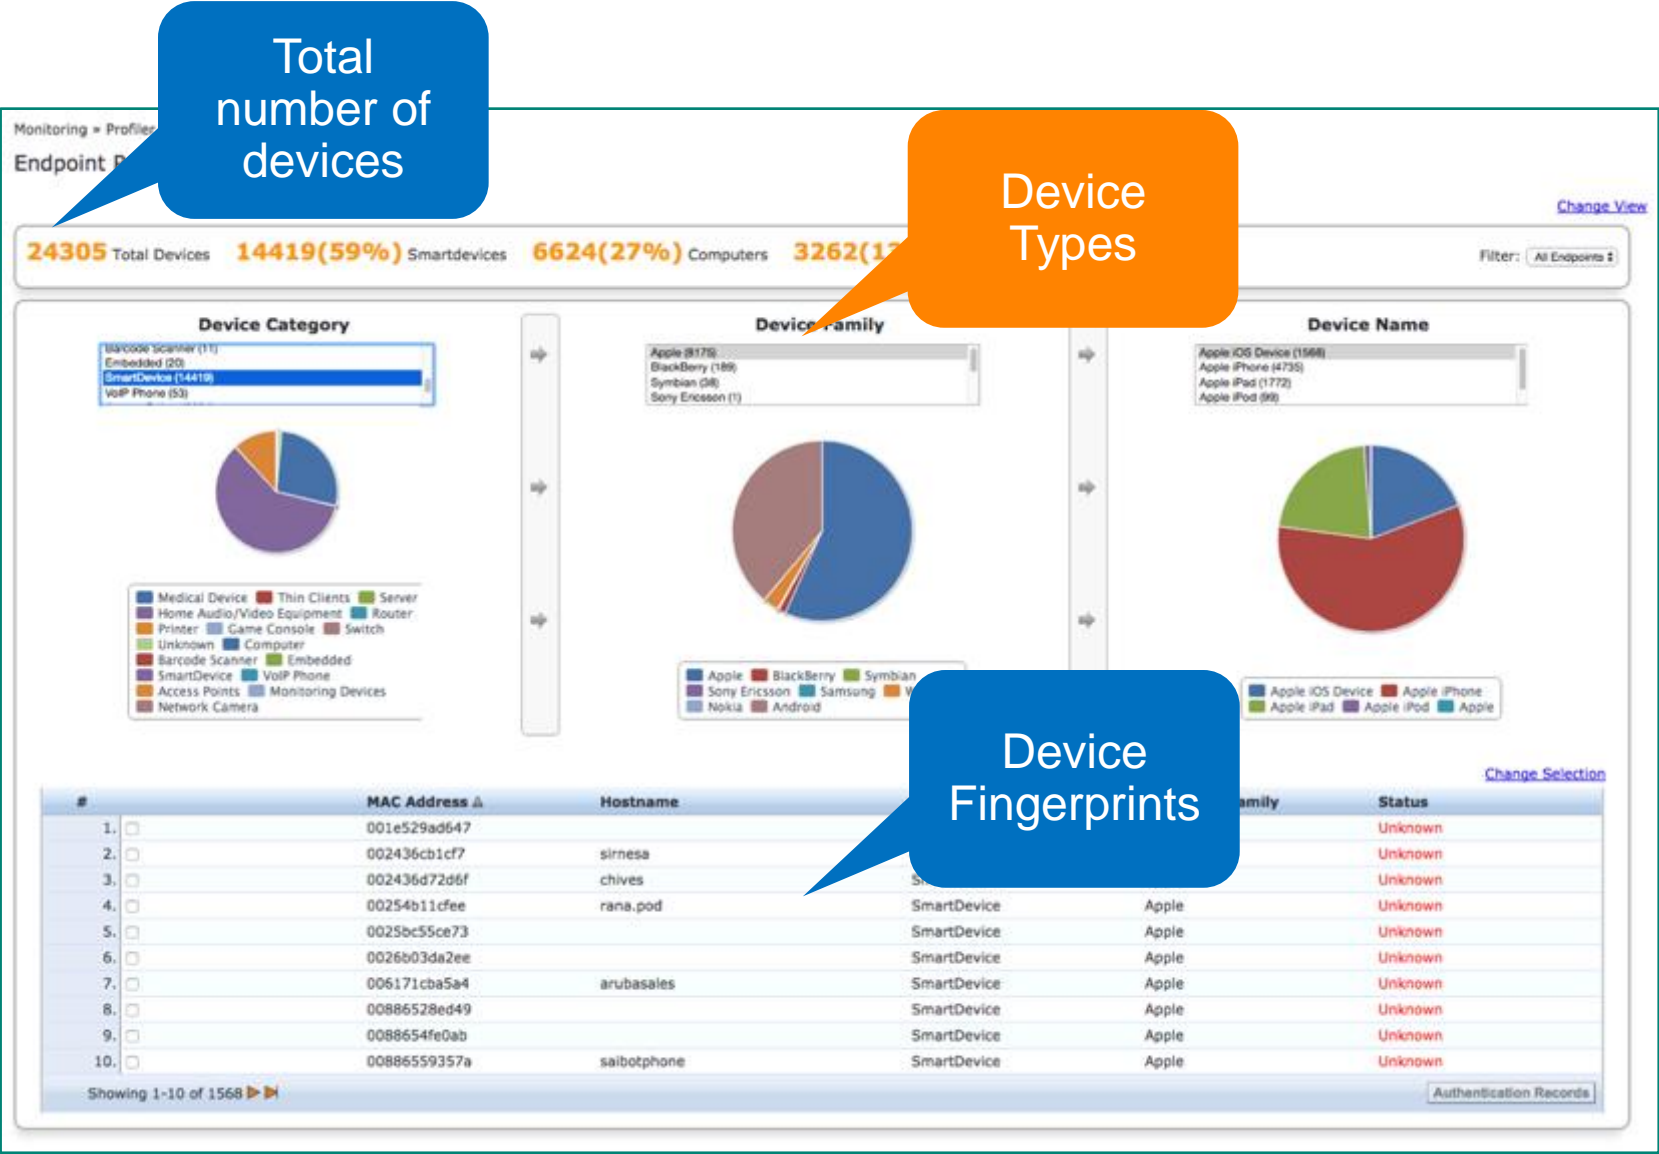 Total
number of
devices
Monitoring » Profiler
Endpoint P
Device
Types
Change View
24305 Total Devices 14419(59%) Smartdevices 6624(27%) Computers 3262(1
Filter: All Endpoints
Device Category
Barcode Scanner (11)
Embedded (20)
SmartDevice (14419)
VoIP Phone (53)
Device Family
Apple (8175)
BlackBerry (189)
Symbian (38)
Sony Ericsson (1)
Device Name
Apple iOS Device (1568)
Apple iPhone (4735)
Apple iPad (1772)
Apple iPod (99)
Medical Device Thin Clients Server
Home Audio/Video Equipment Router
Printer Game Console Switch
Unknown Computer
Barcode Scanner Embedded
SmartDevice VoIP Phone
Access Points Monitoring Devices
Network Camera
Apple BlackBerry Symbian
Sony Ericsson Samsung W
Nokia Android
Apple iOS Device Apple iPhone
Apple iPad Apple iPod Apple
Device
Fingerprints
Change Selection
# MAC Address Hostname amily Status
1. 001e529ad647 Unknown
2. 002436cb1cf7 sirnesa Unknown
3. 002436d72d6f chives Unknown
4. 00254b11cfee rana.pod SmartDevice Apple Unknown
5. 0025bc55ce73 SmartDevice Apple Unknown
6. 0026b03da2ee SmartDevice Apple Unknown
7. 006171cba5a4 arubasales SmartDevice Apple Unknown
8. 00886528ed49 SmartDevice Apple Unknown
9. 0088654fe0ab SmartDevice Apple Unknown
10. 00886559357a saibotphone SmartDevice Apple Unknown
Showing 1-10 of 1568
Authentication Records